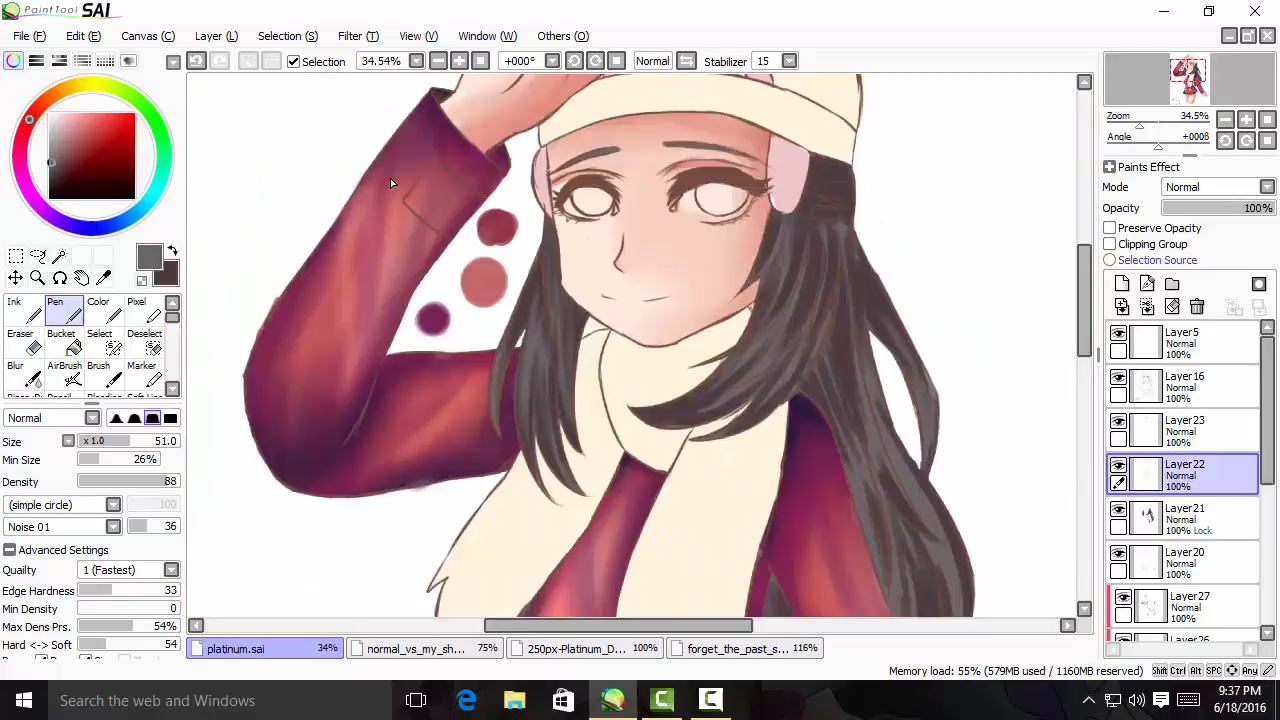 PaintTool SAI
File (F) Edit (E) Canvas (C) Layer (L) Selection (S) Filter (T) View (V) Window (W) Others (O)
Selection 34.54% +000° Normal Stabilizer 15
Zoom 34.5%
Angle +000ß
Paints Effect
Mode Normal
Opacity 100%
Preserve Opacity
Clipping Group
Selection Source
Ink Pen Color Pixel
Eraser Bucket Select Deselect
Blur AirBrush Brush Marker
Normal
Size x 1.0 51.0
Min Size 26%
Density 88
(simple circle) 100
Noise 01 36
Advanced Settings
Quality 1 (Fastest)
Edge Hardness 33
Min Density 0
Max Dens Prs. 54%
Hard <-> Soft 54
Layer5
Normal
100%
Layer16
Normal
100%
Layer23
Normal
100%
Layer22
Normal
100%
Layer21
Normal
100% Lock
Layer20
Normal
100%
Layer27
Normal
100%
platinum.sai 34% normal_vs_my_sh... 75% 250px-Platinum_D... 100% forget_the_past_s... 116%
Memory load: 55% (579MB used / 1160MB reserved) Shift Ctrl Alt SPC Any
Search the web and Windows
9:37 PM
6/18/2016